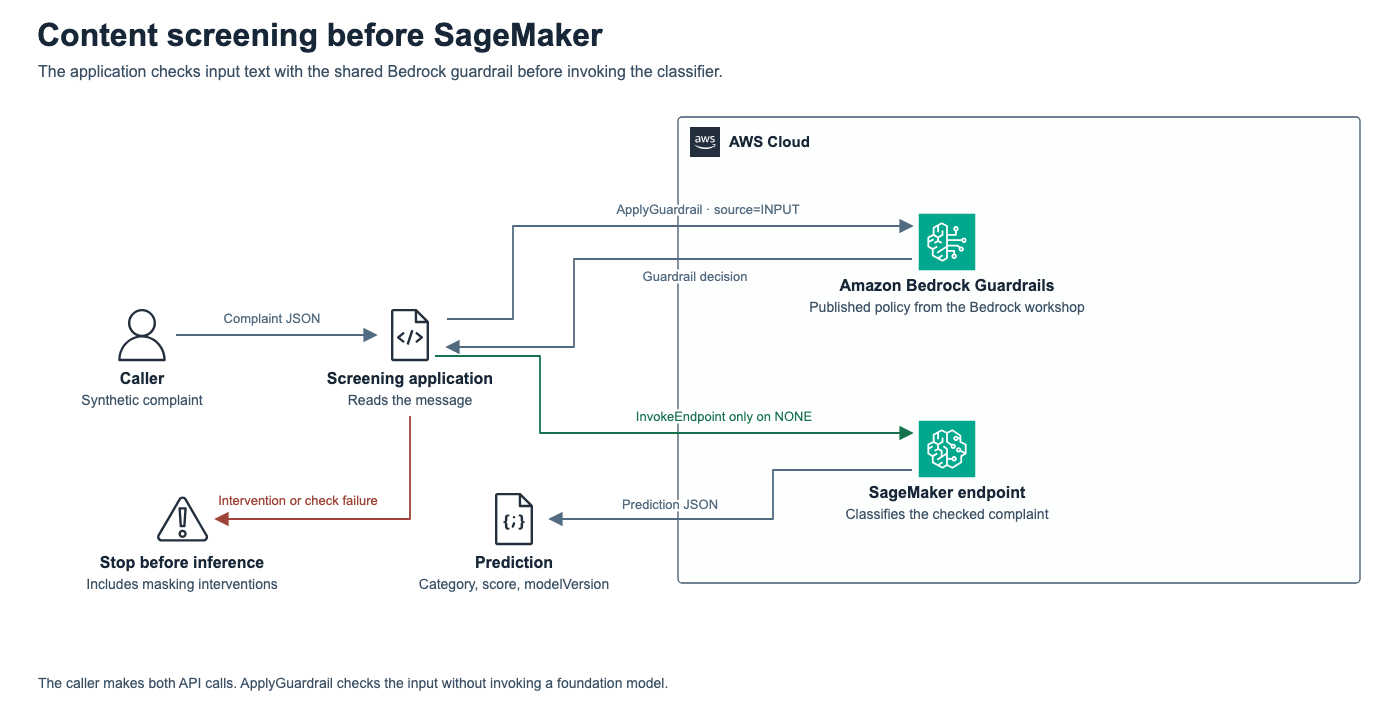 Content screening before SageMaker
The application checks input text with the shared Bedrock guardrail before invoking the classifier.
aws
AWS Cloud
ApplyGuardrail · source=INPUT
Guardrail decision
Amazon Bedrock Guardrails
Published policy from the Bedrock workshop
Complaint JSON
</>
Caller
Synthetic complaint
Screening application
Reads the message
InvokeEndpoint only on NONE
SageMaker endpoint
Classifies the checked complaint
Intervention or check failure
Prediction JSON
{;}
Stop before inference
Includes masking interventions
Prediction
Category, score, modelVersion
The caller makes both API calls. ApplyGuardrail checks the input without invoking a foundation model.